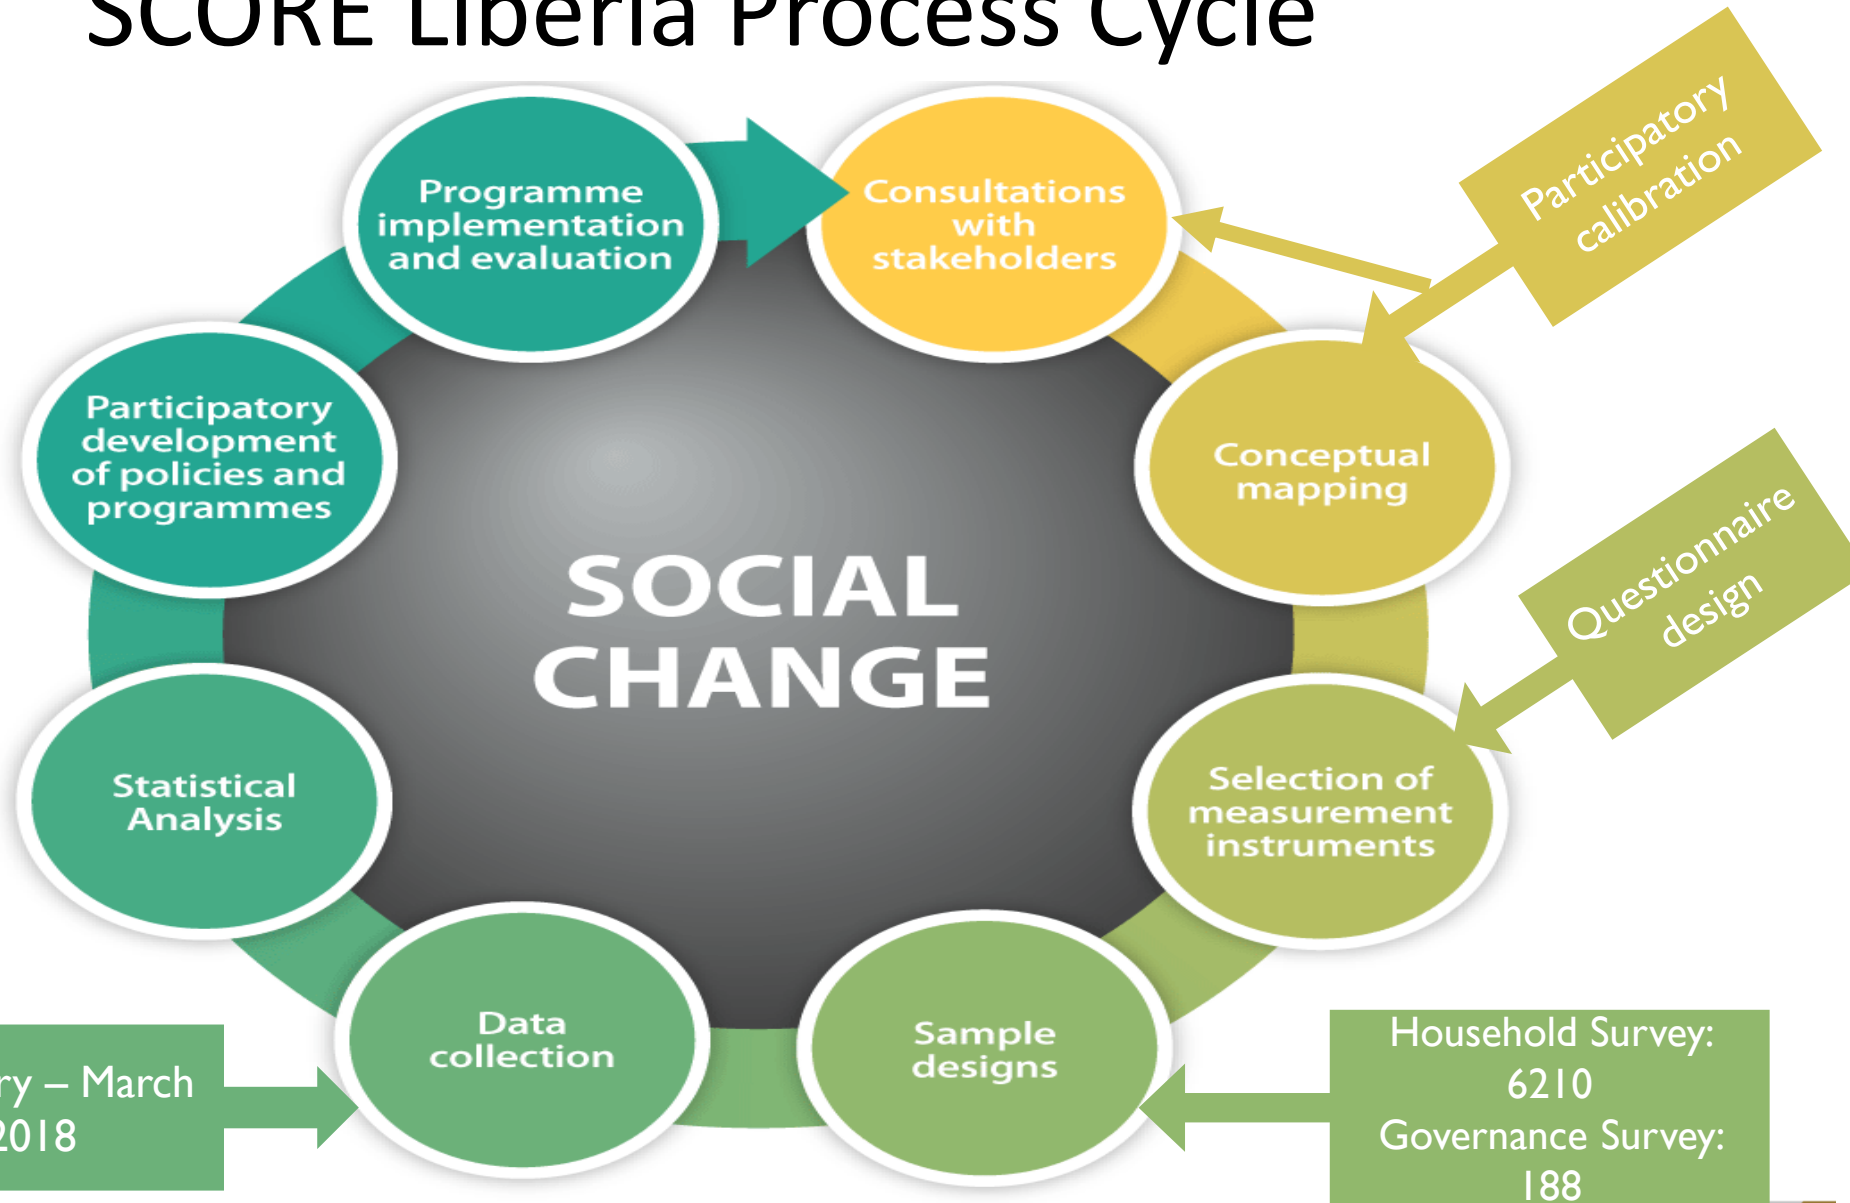 SCORE Liberia Process Cycle
Programme
implementation
and evaluation
Consultations
with
stakeholders
Participatory
calibration
Participatory
development
of policies and
programmes
Conceptual
mapping
Questionnaire
design
SOCIAL
CHANGE
Statistical
Analysis
Selection of
measurement
instruments
Data
collection
Sample
designs
– March
2018
Household Survey:
6210
Governance Survey:
188